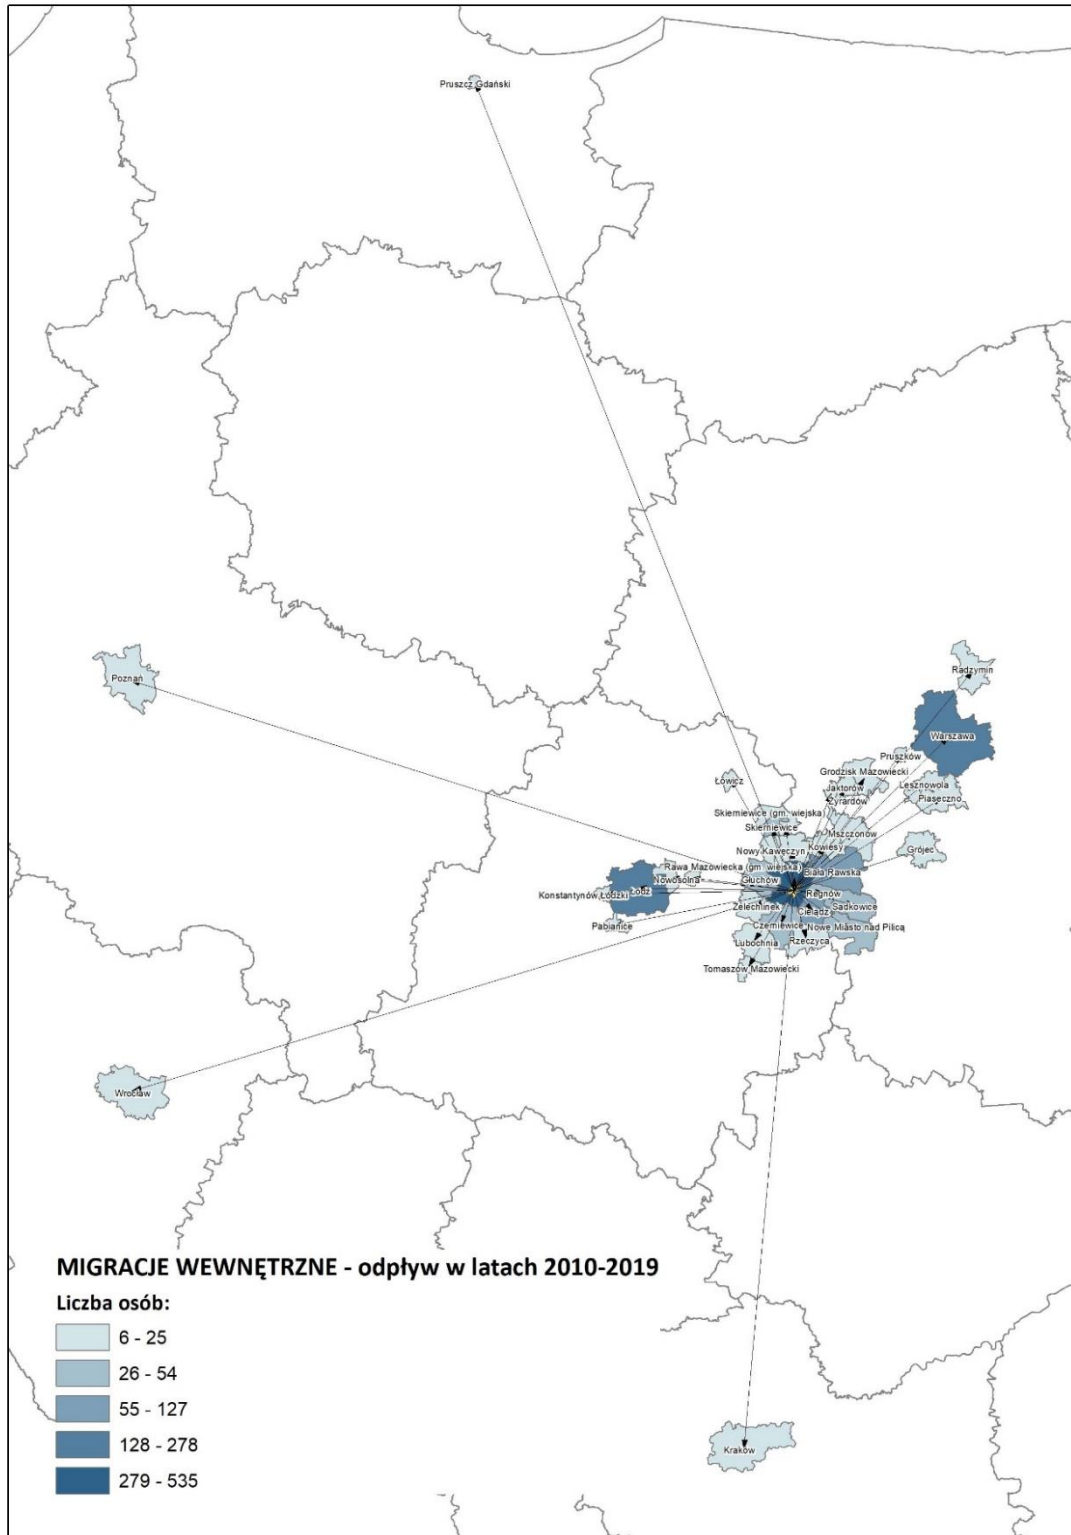 Pruszcz Gdański
Radzymin
Poznań
Warszawa
Pruszków
Grodzisk Mazowiecki
Łowicz
Jaktorów
Lesznowola
Żyrardów
Piaseczno
Skierniewice (gm. wiejska)
Skierniewice
Mszczonów
Nowy Kawęczyn
Kowiesy
Grójec
Rawa Mazowiecka (gm. wiejska)
Biała Rawska
Nowosolna
Głuchów
Konstantynów Łódzki
Łódź
Regnów
Żelechlinek
Cielądz
Sadkowice
Pabianice
Czerniewice
Nowe Miasto nad Pilicą
Lubochnia
Rzeczyca
Tomaszów Mazowiecki
Wrocław
MIGRACJE WEWNĘTRZNE - odpływ w latach 2010-2019
Liczba osób:
6 - 25
26 - 54
55 - 127
128 - 278
279 - 535
Kraków